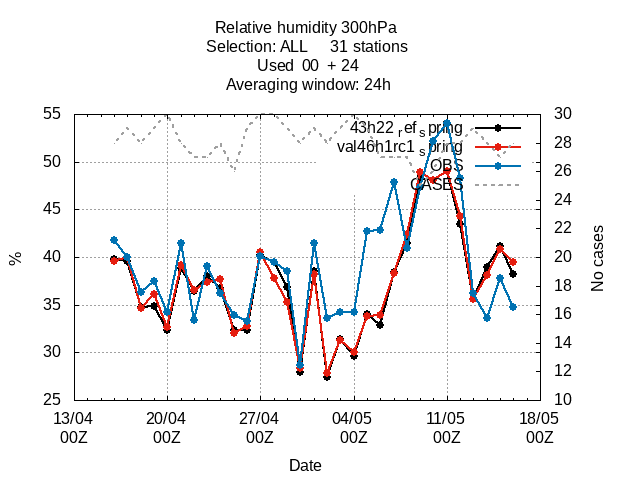 Relative humidity 300hPa
Selection: ALL 31 stations
Used 00 + 24
Averaging window: 24h
55
50
45
40
35
30
25
%
30
28
26
24
22
20
18
16
14
12
10
No cases
43h22_ref_spring
val46h1rc1_spring
OBS
CASES
13/04 20/04 27/04 04/05 11/05 18/05
00Z 00Z 00Z 00Z 00Z 00Z
Date